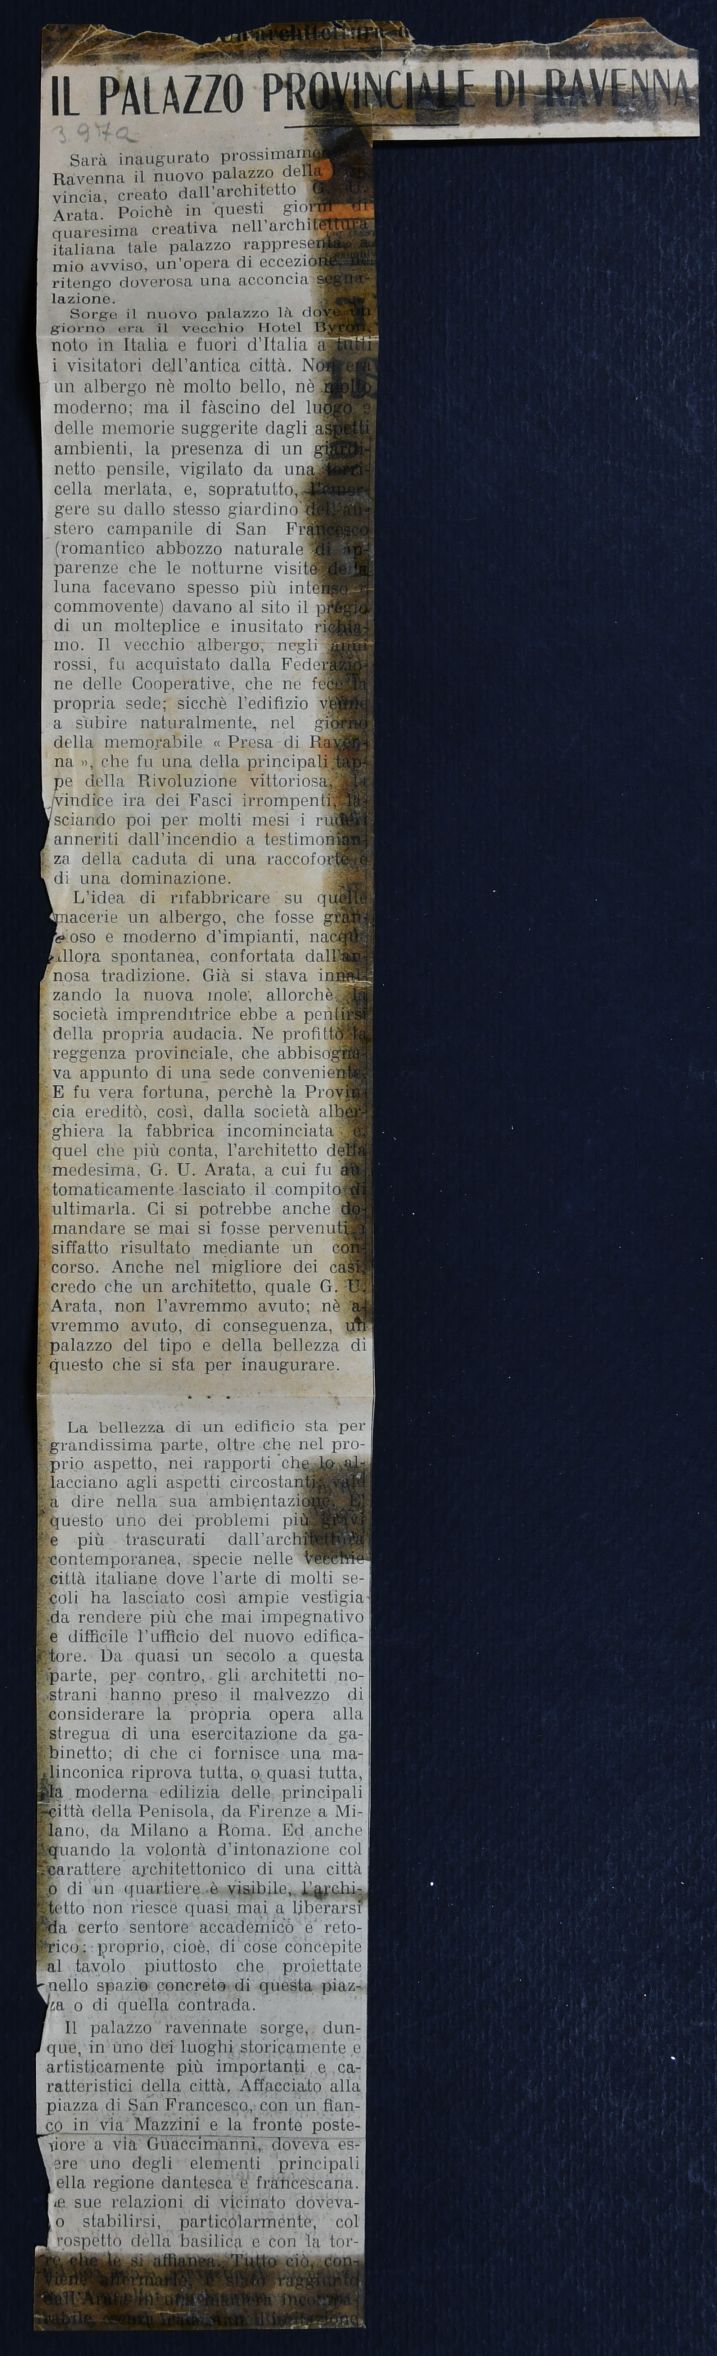 architettura
IL PALAZZO PROVINCIALE DI RAVENNA
3.97a
Sarà inaugurato prossimamente
Ravenna il nuovo palazzo della
vincia, creato dall'architetto G. U.
Arata. Poichè in questi giorni di
quaresima creativa nell'architettura
italiana tale palazzo rappresenta, a
mio avviso, un'opera di eccezione,
ritengo doverosa una acconcia segna-
lazione.
Sorge il nuovo palazzo là dove un
giorno era il vecchio Hotel Byron,
noto in Italia e fuori d'Italia a tutti
i visitatori dell'antica città. Non era
un albergo nè molto bello, nè molto
moderno; ma il fàscino del luogo e
delle memorie suggerite dagli aspetti
ambienti, la presenza di un giardi-
netto pensile, vigilato da una torri-
cella merlata, e, sopratutto, l'emer-
gere su dallo stesso giardino dell'au-
stero campanile di San Francesco
(romantico abbozzo naturale di ap-
parenze che le notturne visite della
luna facevano spesso più intenso e
commovente) davano al sito il pregio
di un molteplice e inusitato richia-
mo. Il vecchio albergo, negli anni
rossi, fu acquistato dalla Federazio-
ne delle Cooperative, che ne fece la
propria sede; sicchè l'edifizio venne
a subire naturalmente, nel giorno
della memorabile « Presa di Raven-
na », che fu una della principali tap-
pe della Rivoluzione vittoriosa, la
vindice ira dei Fasci irrompenti, la-
sciando poi per molti mesi i ruderi
anneriti dall'incendio a testimonian-
za della caduta di una raccoforte e
di una dominazione.
L'idea di rifabbricare su quelle
macerie un albergo, che fosse gran-
oso e moderno d'impianti, nacque
allora spontanea, confortata dall'an-
nosa tradizione. Già si stava innal-
zando la nuova mole, allorchè la
società imprenditrice ebbe a pentirsi
della propria audacia. Ne profittò la
reggenza provinciale, che abbisogna-
va appunto di una sede conveniente.
E fu vera fortuna, perchè la Provin-
cia ereditò, così, dalla società alber-
ghiera la fabbrica incominciata e,
quel che più conta, l'architetto della
medesima, G. U. Arata, a cui fu au-
tomaticamente lasciato il compito di
ultimarla. Ci si potrebbe anche do-
mandare se mai si fosse pervenuti a
siffatto risultato mediante un con-
corso. Anche nel migliore dei casi,
credo che un architetto, quale G. U.
Arata, non l'avremmo avuto; nè a-
vremmo avuto, di conseguenza, un
palazzo del tipo e della bellezza di
questo che si sta per inaugurare.
. . .
La bellezza di un edificio sta per
grandissima parte, oltre che nel pro-
prio aspetto, nei rapporti che lo al-
lacciano agli aspetti circostanti; vale
a dire nella sua ambientazione. E'
questo uno dei problemi più gravi
e più trascurati dall'architettura
contemporanea, specie nelle vecchie
città italiane dove l'arte di molti se-
coli ha lasciato così ampie vestigia
da rendere più che mai impegnativo
e difficile l'ufficio del nuovo edifica-
tore. Da quasi un secolo a questa
parte, per contro, gli architetti no-
strani hanno preso il malvezzo di
considerare la propria opera alla
stregua di una esercitazione da ga-
binetto; di che ci fornisce una ma-
linconica riprova tutta, o quasi tutta,
la moderna edilizia delle principali
città della Penisola, da Firenze a Mi-
lano, da Milano a Roma. Ed anche
quando la volontà d'intonazione col
carattere architettonico di una città
o di un quartiere è visibile, l'archi-
tetto non riesce quasi mai a liberarsi
da certo sentore accademico e reto-
rico: proprio, cioè, di cose concepite
al tavolo piuttosto che proiettate
nello spazio concreto di questa piaz-
za o di quella contrada.
Il palazzo ravennate sorge, dun-
que, in uno dei luoghi storicamente e
artisticamente più importanti e ca-
ratteristici della città. Affacciato alla
piazza di San Francesco, con un fian-
co in via Mazzini e la fronte poste-
riore a via Guaccimanni, doveva es-
ere uno degli elementi principali
ella regione dantesca e francescana.
e sue relazioni di vicinato doveva-
o stabilirsi, particolarmente, col
rospetto della basilica e con la tor-
re che le si affianca. Tutto ciò, con-
viene affermarlo, è stato raggiunto
dall'Arata in una maniera incompa-
rabile, senza